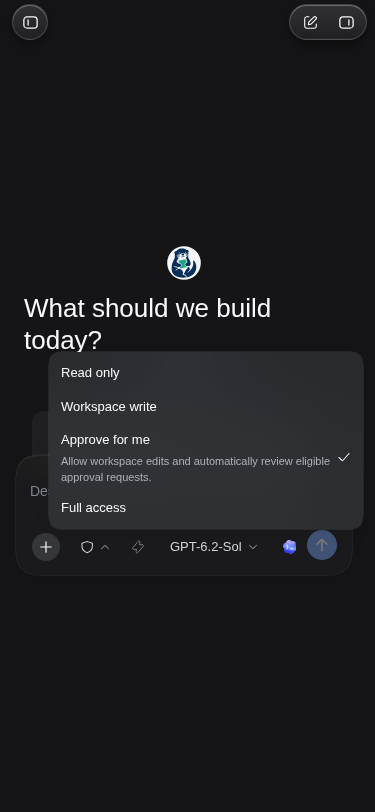 What should we build
today?
Read only
Workspace write
Approve for me
Allow workspace edits and automatically review eligible
approval requests.
Full access
GPT-6.2-Sol